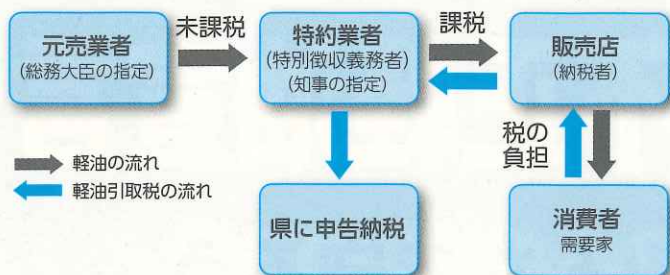 元売業者
(総務大臣の指定)
未課税
特約業者
(特別徴収義務者)
(知事の指定)
課税
販売店
(納税者)
軽油の流れ
軽油引取税の流れ
税の
負担
県に申告納税
消費者
需要家